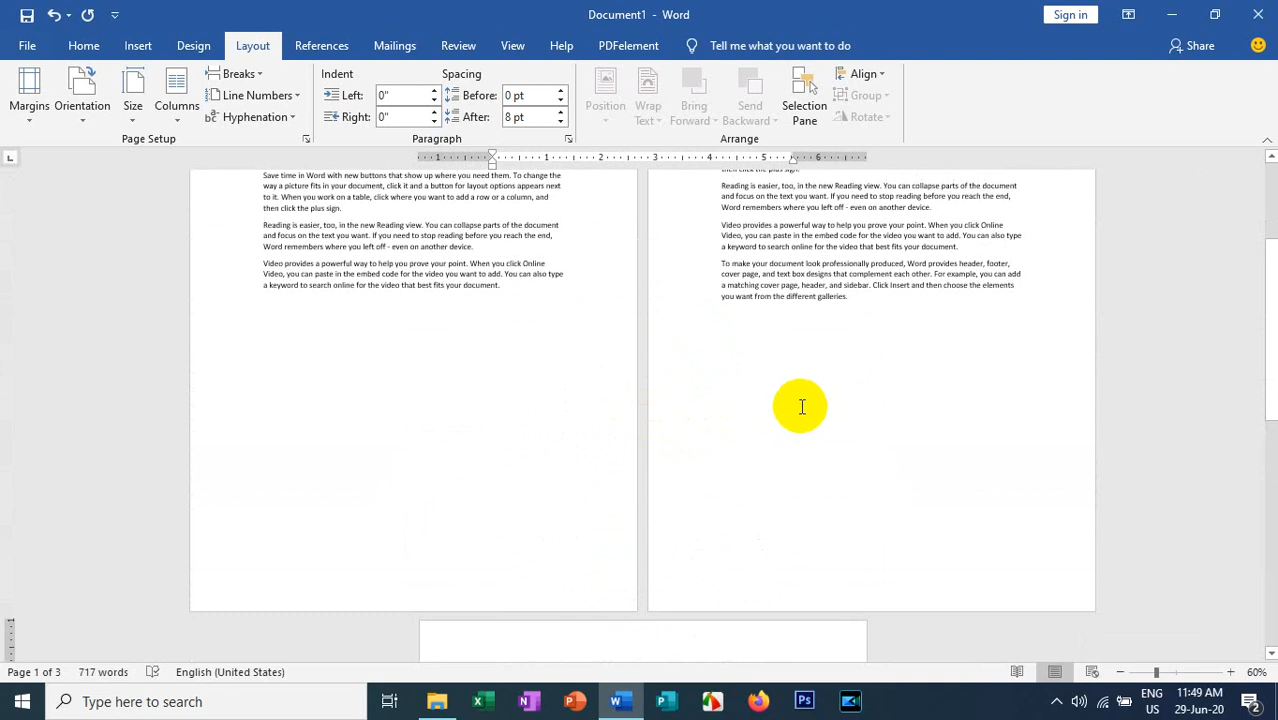 Document1 - Word
Sign in
File Home Insert Design Layout References Mailings Review View Help PDFelement Tell me what you want to do Share
Margins
Orientation
Size
Columns
Breaks
Line Numbers
Hyphenation
Page Setup
Indent
Left: 0"
Right: 0"
Spacing
Before: 0 pt
After: 8 pt
Paragraph
Position
Wrap
Text
Bring
Forward
Send
Backward
Selection
Pane
Align
Group
Rotate
Arrange
1 1 2 3 4 5 6
Save time in Word with new buttons that show up where you need them. To change the
way a picture fits in your document, click it and a button for layout options appears next
to it. When you work on a table, click where you want to add a row or a column, and
then click the plus sign.
Reading is easier, too, in the new Reading view. You can collapse parts of the document
and focus on the text you want. If you need to stop reading before you reach the end,
Word remembers where you left off - even on another device.
Video provides a powerful way to help you prove your point. When you click Online
Video, you can paste in the embed code for the video you want to add. You can also type
a keyword to search online for the video that best fits your document.
then click the plus sign.
Reading is easier, too, in the new Reading view. You can collapse parts of the document
and focus on the text you want. If you need to stop reading before you reach the end,
Word remembers where you left off - even on another device.
Video provides a powerful way to help you prove your point. When you click Online
Video, you can paste in the embed code for the video you want to add. You can also type
a keyword to search online for the video that best fits your document.
To make your document look professionally produced, Word provides header, footer,
cover page, and text box designs that complement each other. For example, you can add
a matching cover page, header, and sidebar. Click Insert and then choose the elements
you want from the different galleries.
Page 1 of 3 717 words English (United States) 60%
Type here to search
ENG
US
11:49 AM
29-Jun-20
2